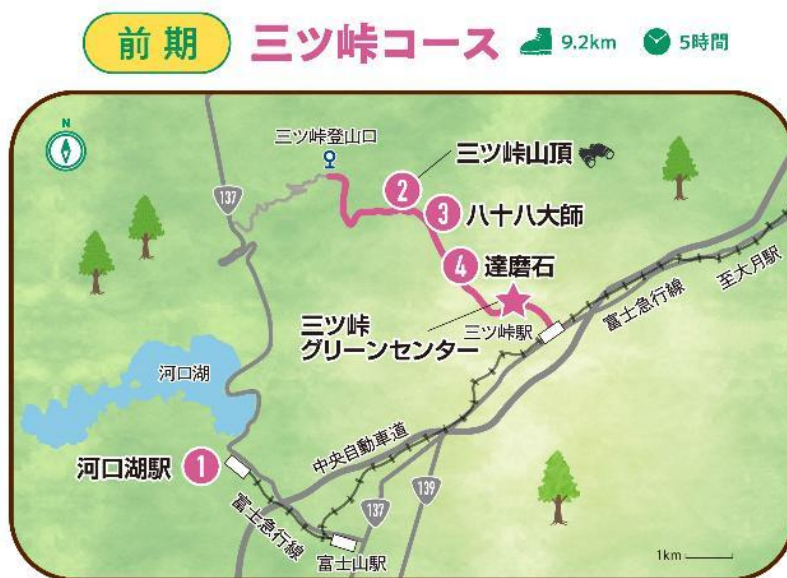 前期 三ツ峠コース 9.2km 5時間
N
三ツ峠登山口
137
2 三ツ峠山頂
3 八十八大師
4 達磨石
至大月駅
富士急行線
三ツ峠
グリーンセンター
三ツ峠駅
河口湖
中央自動車道
河口湖駅 1
富士急行線
137
139
富士山駅
1km